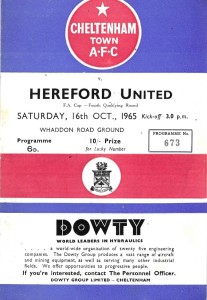 CHELTENHAM
TOWN
A·F·C
v.
HEREFORD UNITED
F.A. Cup — Fourth Qualifying Round
SATURDAY, 16th OCT., 1965 Kick-off 3.0 p.m.
WHADDON ROAD GROUND
Programme
6D.
10/- Prize
for Lucky Number
PROGRAMME No.
673
DOWTY
WORLD LEADERS IN HYDRAULICS
. . . . . a world-wide organisation of twenty five engineering
companies. The Dowty Group produces a vast range of aircraft
and mining equipment, as well as serving many other industrial
fields. We offer opportunities to progressive people.
If you're interested, contact The Personnel Officer.
DOWTY GROUP LIMITED - CHELTENHAM